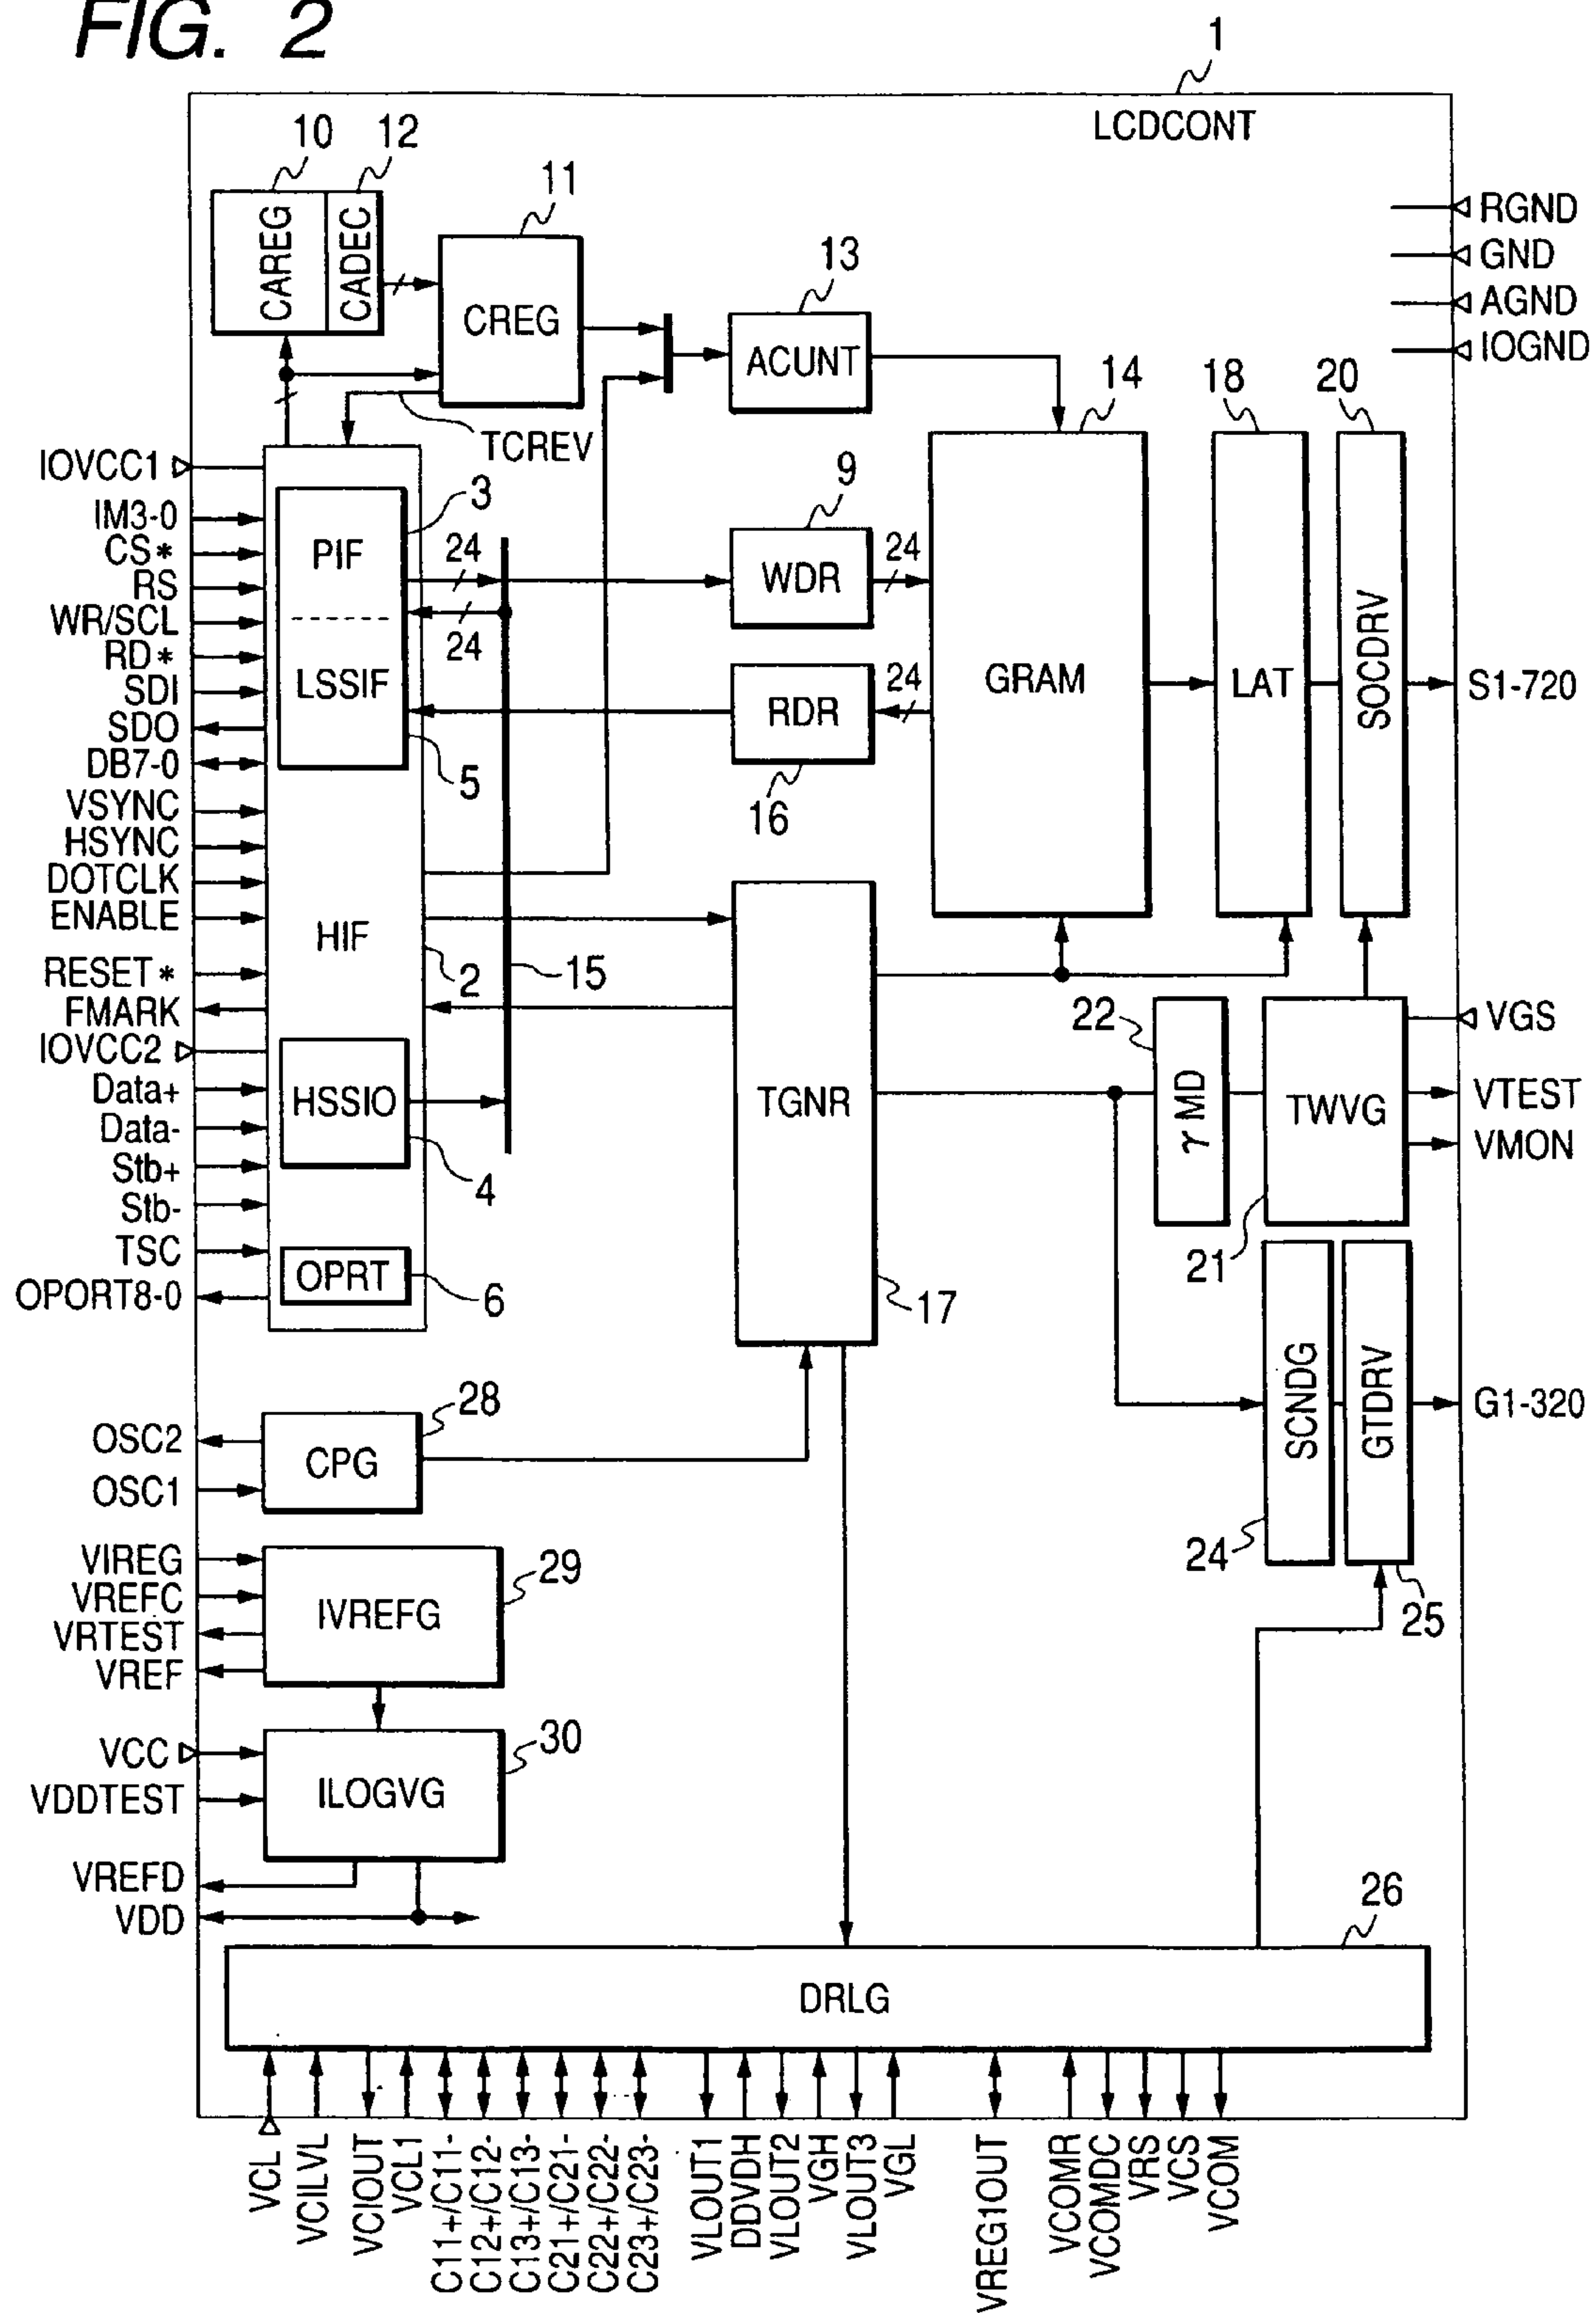 FIG. 2
1
LCDCONT
10
12
11
13
CAREG
CADEC
CREG
ACUNT
RGND
GND
AGND
IOGND
14
18
20
TCREV
IOVCC1
IM3-0
CS*
RS
WR/SCL
RD*
SDI
SDO
DB7-0
VSYNC
HSYNC
DOTCLK
ENABLE
RESET*
FMARK
IOVCC2
Data+
Data-
Stb+
Stb-
TSC
OPORT8-0
3
PIF
LSSIF
5
24
24
9
WDR
24
RDR
24
16
GRAM
LAT
SOCDRV
S1-720
HIF
2
15
HSSIO
4
OPRT
6
TGNR
17
22
γMD
TWVG
21
VGS
VTEST
VMON
SCNDG
GTDRV
G1-320
24
25
OSC2
OSC1
28
CPG
VIREG
VREFC
VRTEST
VREF
29
IVREFG
VCC
VDDTEST
30
ILOGVG
VREFD
VDD
26
DRLG
VCL
VCILVL
VCIOUT
VCL1
C11+/C11-
C12+/C12-
C13+/C13-
C21+/C21-
C22+/C22-
C23+/C23-
VLOUT1
DDVDH
VLOUT2
VGH
VLOUT3
VGL
VREG1OUT
VCOMR
VCOMDC
VRS
VCS
VCOM